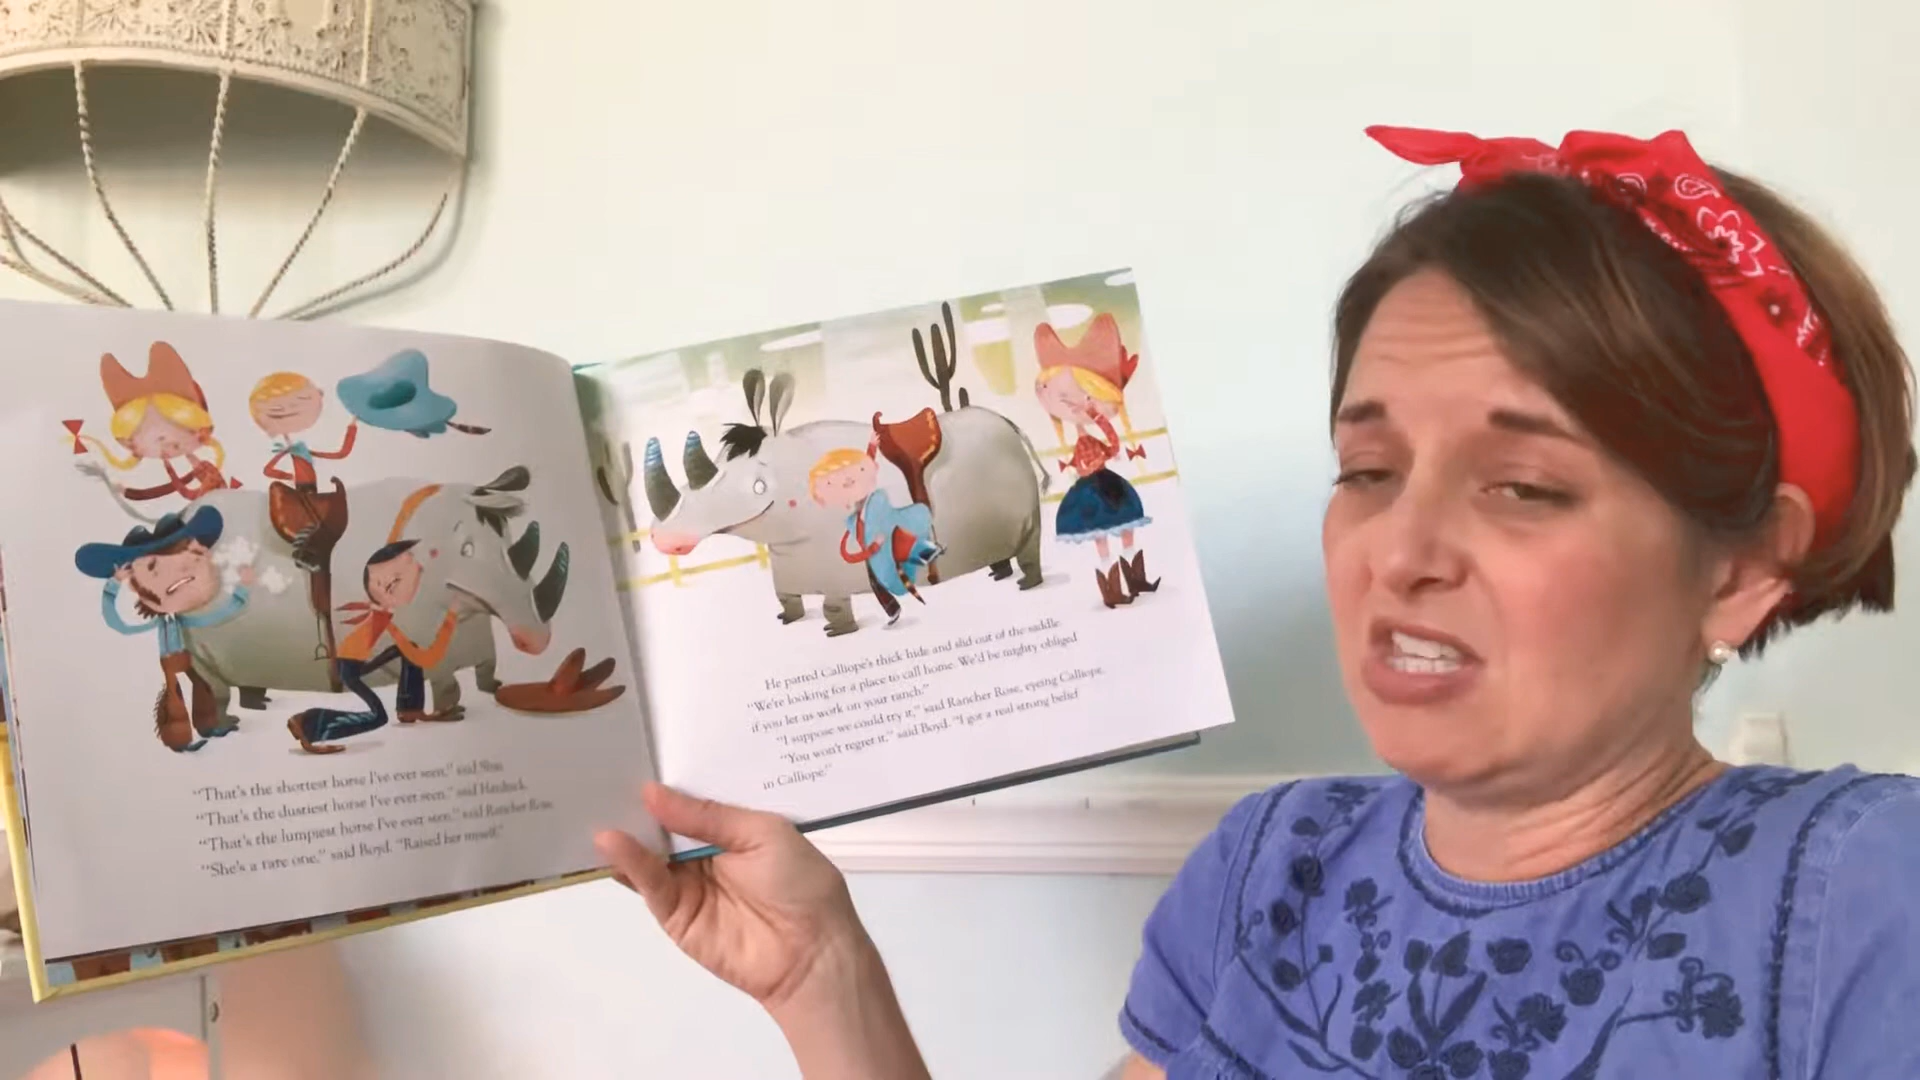 "That's the shortest horse I've ever seen," said Slim.
"That's the dustiest horse I've ever seen," said
"That's the lumpiest horse I've ever seen," said Rancher Rose.
"She's a rare one," said Boyd. "Raised her myself."
He patted Calliope's thick hide and slid out of the saddle.
"We're looking for a place to call home. We'd be mighty obliged
if you let us work on your ranch."
"I suppose we could try it," said Rancher Rose, eyeing Calliope.
"You won't regret it," said Boyd. "I got a real strong belief
in Calliope."